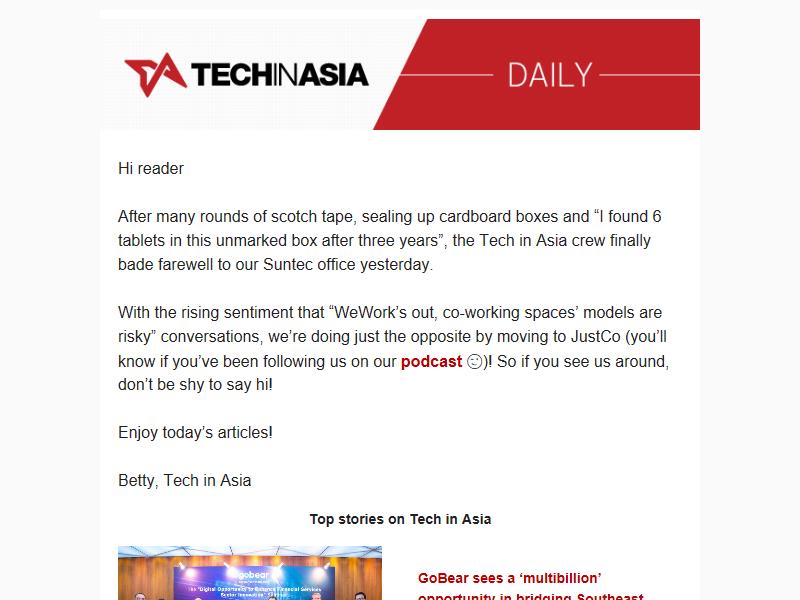 TECHINASIA
DAILY
Hi reader
After many rounds of scotch tape, sealing up cardboard boxes and “I found 6
tablets in this unmarked box after three years”, the Tech in Asia crew finally
bade farewell to our Suntec office yesterday.
With the rising sentiment that “WeWork’s out, co-working spaces’ models are
risky” conversations, we’re doing just the opposite by moving to JustCo (you’ll
know if you’ve been following us on our podcast 😉)! So if you see us around,
don’t be shy to say hi!
Enjoy today’s articles!
Betty, Tech in Asia
Top stories on Tech in Asia
gobear
"Digital Opportunity to Enhance Financial Services
Sector Innovation"
GoBear sees a ‘multibillion’
opportunity in bridging Southeast